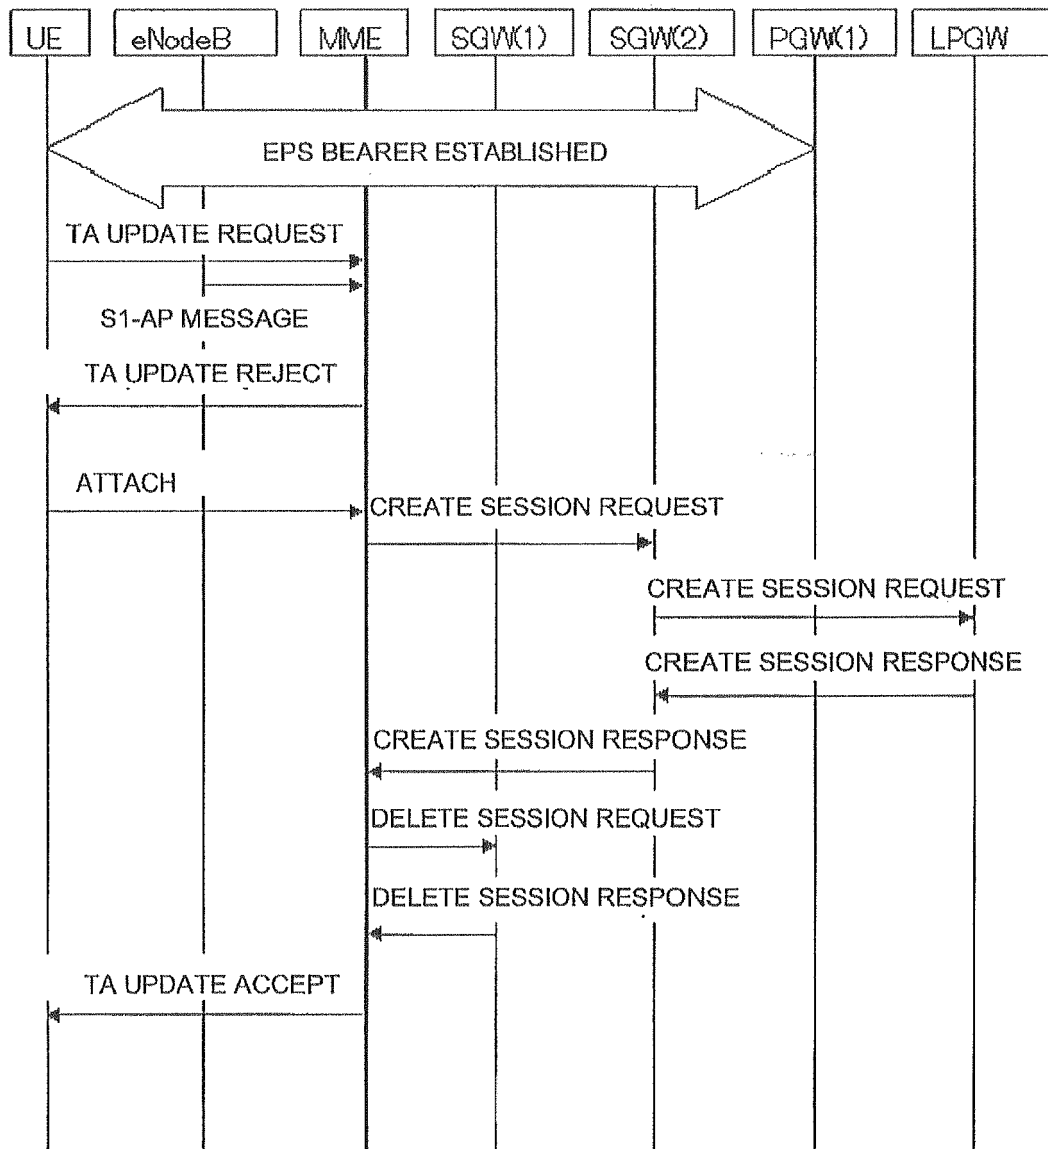 UE eNodeB MME SGW(1) SGW(2) PGW(1) LPGW
EPS BEARER ESTABLISHED
TA UPDATE REQUEST
S1-AP MESSAGE
TA UPDATE REJECT
ATTACH
CREATE SESSION REQUEST
CREATE SESSION REQUEST
CREATE SESSION RESPONSE
CREATE SESSION RESPONSE
DELETE SESSION REQUEST
DELETE SESSION RESPONSE
TA UPDATE ACCEPT